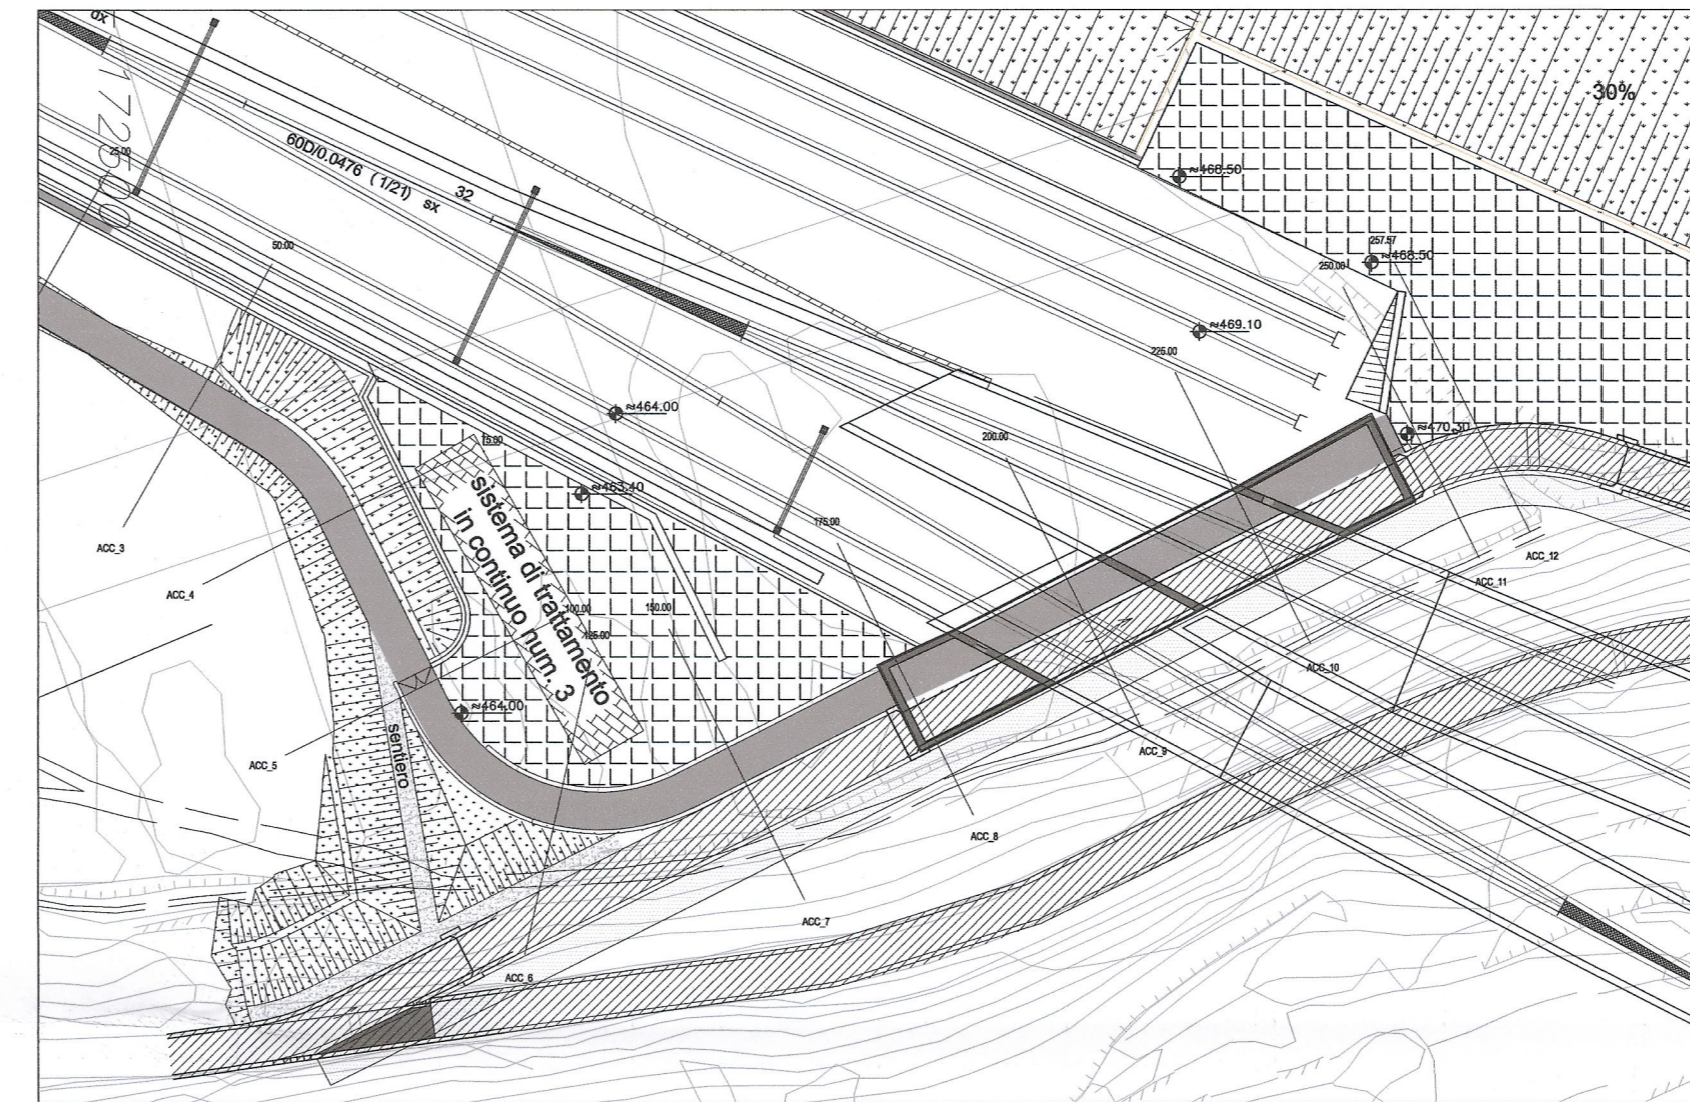 dx
30%
172500
25.00
60D/0.0476 (1/21) sx
32
≈468.50
50.00
257.57
≈468.50
250.00
≈469.10
225.00
≈464.00
≈470.30
75.00
200.00
≈463.40
175.00
sistema di trattamento
in continuo num. 3
ACC_3
ACC_12
ACC_11
ACC_4
100.00
150.00
125.00
ACC_10
≈464.00
sentiero
ACC_5
ACC_9
ACC_8
ACC_7
ACC_6